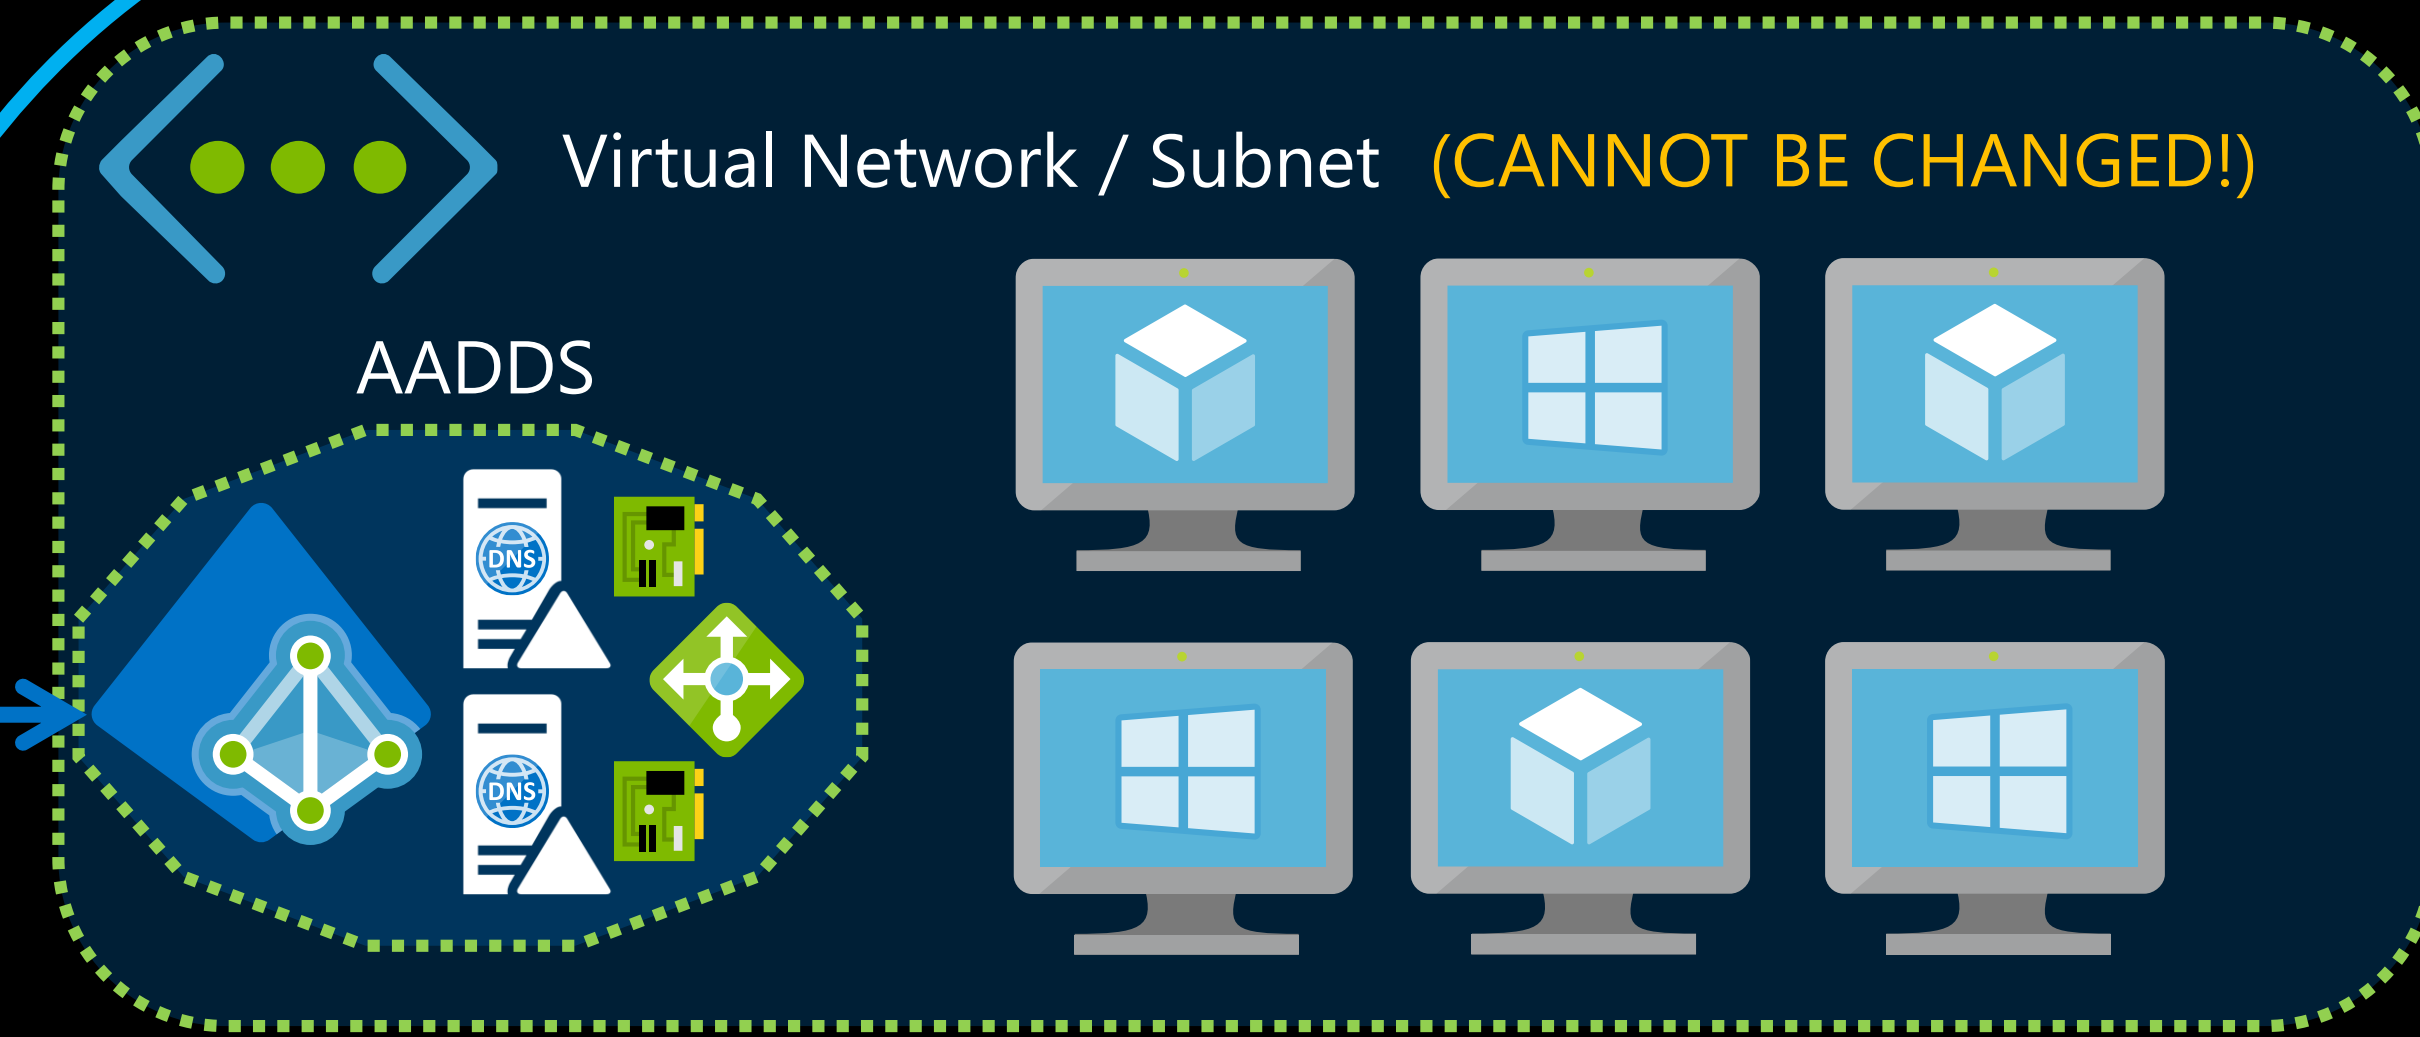 Virtual Network / Subnet (CANNOT BE CHANGED!)
AADDS
DNS
DNS